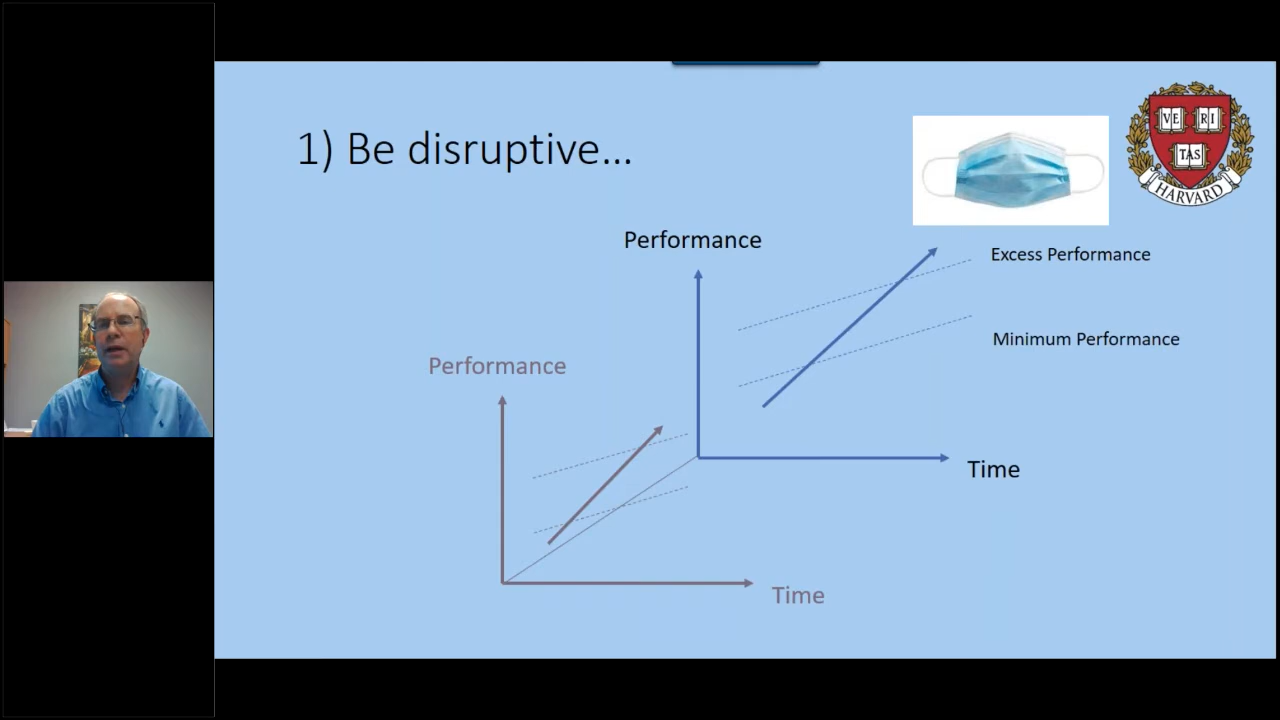 1) Be disruptive...
VE RI
TAS
HARVARD
Performance
Excess Performance
Minimum Performance
Time
Performance
Time